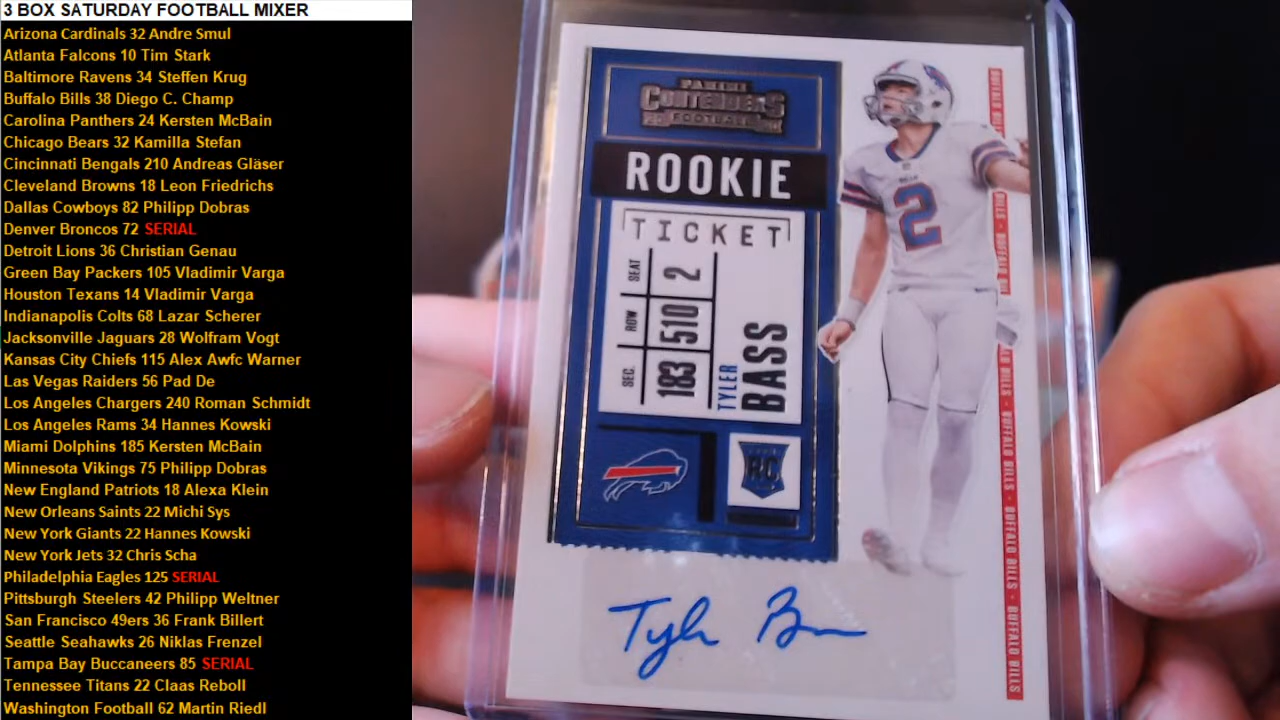 3 BOX SATURDAY FOOTBALL MIXER
Arizona Cardinals 32 Andre Smul
Atlanta Falcons 10 Tim Stark
Baltimore Ravens 34 Steffen Krug
Buffalo Bills 38 Diego C. Champ
Carolina Panthers 24 Kersten McBain
Chicago Bears 32 Kamilla Stefan
Cincinnati Bengals 210 Andreas Gläser
Cleveland Browns 18 Leon Friedrichs
Dallas Cowboys 82 Philipp Dobras
Denver Broncos 72 SERIAL
Detroit Lions 36 Christian Genau
Green Bay Packers 105 Vladimir Varga
Houston Texans 14 Vladimir Varga
Indianapolis Colts 68 Lazar Scherer
Jacksonville Jaguars 28 Wolfram Vogt
Kansas City Chiefs 115 Alex Awfc Warner
Las Vegas Raiders 56 Pad De
Los Angeles Chargers 240 Roman Schmidt
Los Angeles Rams 34 Hannes Kowski
Miami Dolphins 185 Kersten McBain
Minnesota Vikings 75 Philipp Dobras
New England Patriots 18 Alexa Klein
New Orleans Saints 22 Michi Sys
New York Giants 22 Hannes Kowski
New York Jets 32 Chris Scha
Philadelphia Eagles 125 SERIAL
Pittsburgh Steelers 42 Philipp Weltner
San Francisco 49ers 36 Frank Billert
Seattle Seahawks 26 Niklas Frenzel
Tampa Bay Buccaneers 85 SERIAL
Tennessee Titans 22 Claas Reboll
Washington Football 62 Martin Riedl
PANINI
CONTENDERS
FOOTBALL
ROOKIE
TICKET
SEC. ROW SEAT
183 510 2
TYLER
BASS
RC
2
BUFFALO BILLS - BUFFALO BILLS - BUFFALO BILLS
Tyler Bass